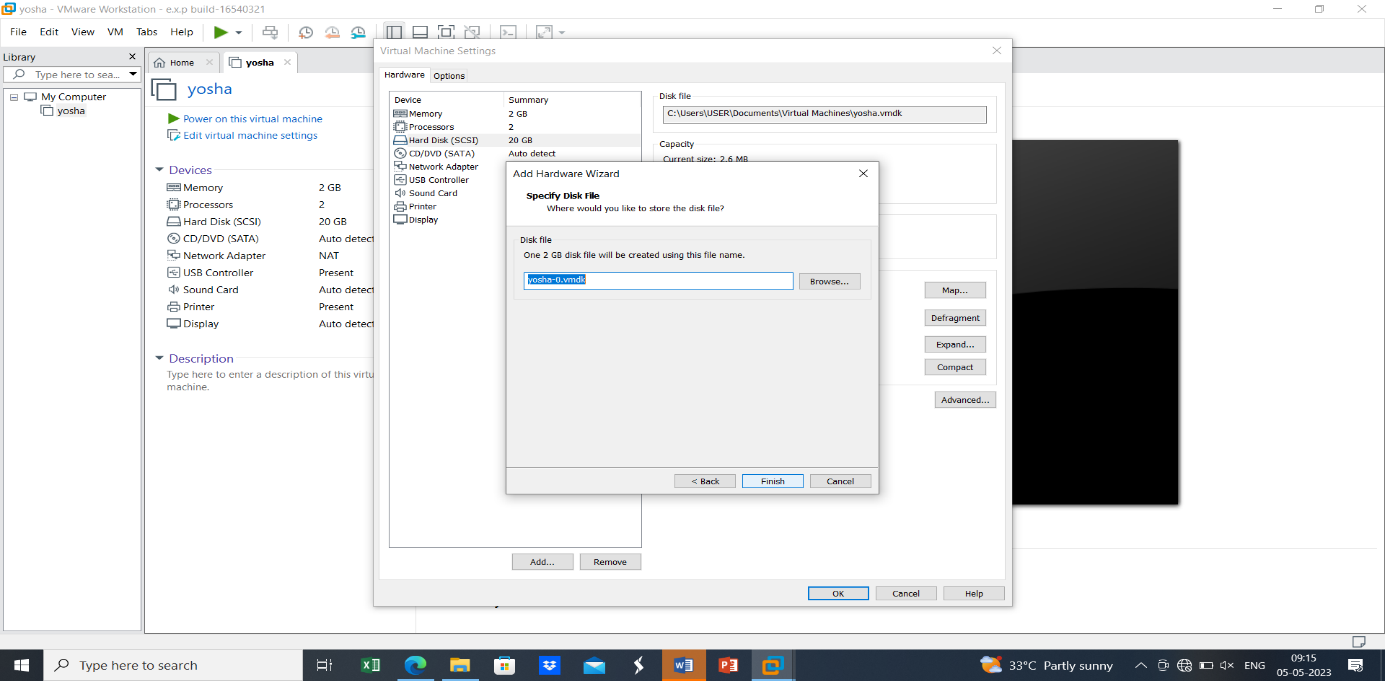 yosha - VMware Workstation - e.x.p build-16540321
File Edit View VM Tabs Help
Library
Type here to sea...
My Computer
yosha
Home
yosha
yosha
Power on this virtual machine
Edit virtual machine settings
Devices
Memory 2 GB
Processors 2
Hard Disk (SCSI) 20 GB
CD/DVD (SATA) Auto detect
Network Adapter NAT
USB Controller Present
Sound Card Auto detect
Printer Present
Display Auto detect
Description
Type here to enter a description of this virtu
machine.
Virtual Machine Settings
Hardware Options
Device Summary
Memory 2 GB
Processors 2
Hard Disk (SCSI) 20 GB
CD/DVD (SATA) Auto detect
Network Adapter
USB Controller
Sound Card
Printer
Display
Add... Remove
Disk file
C:\Users\USER\Documents\Virtual Machines\yosha.vmdk
Capacity
Current size: 2.6 MB
Map...
Defragment
Expand...
Compact
Advanced...
OK Cancel Help
Add Hardware Wizard
Specify Disk File
Where would you like to store the disk file?
Disk file
One 2 GB disk file will be created using this file name.
yosha-0.vmdk Browse...
< Back Finish Cancel
Type here to search
33°C Partly sunny
ENG
09:15
05-05-2023